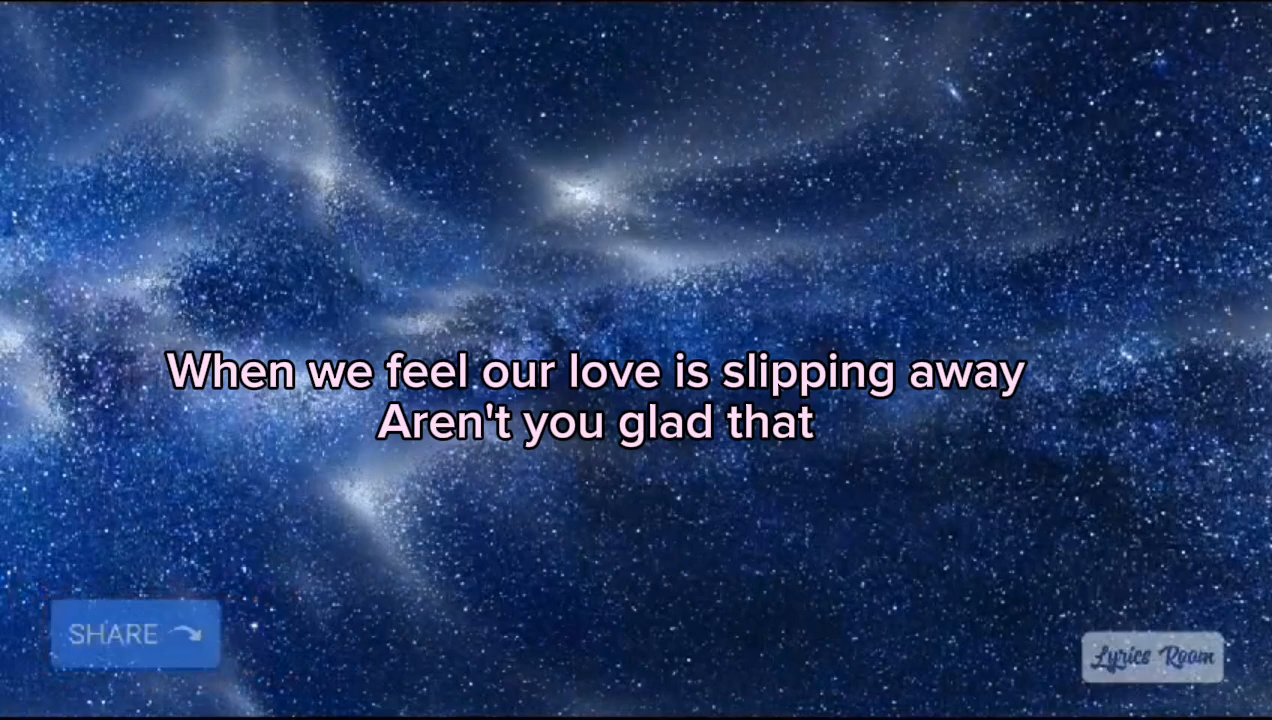 When we feel our love is slipping away
Aren't you glad that
SHARE
Lyrics Room